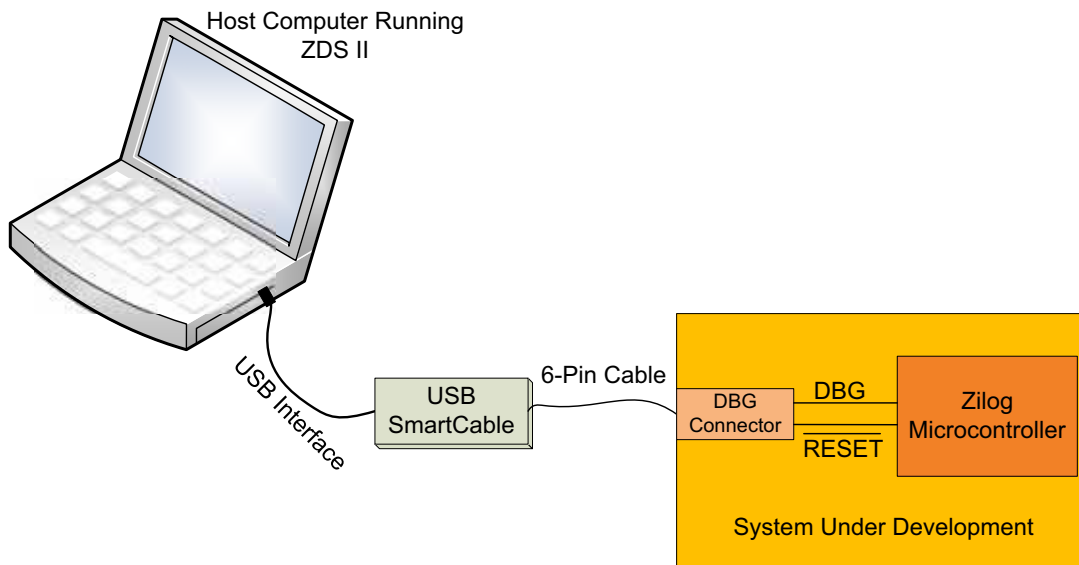 Host Computer Running
ZDS II
USB Interface
USB
SmartCable
6-Pin Cable
DBG
Connector
DBG
RESET
Zilog
Microcontroller
System Under Development